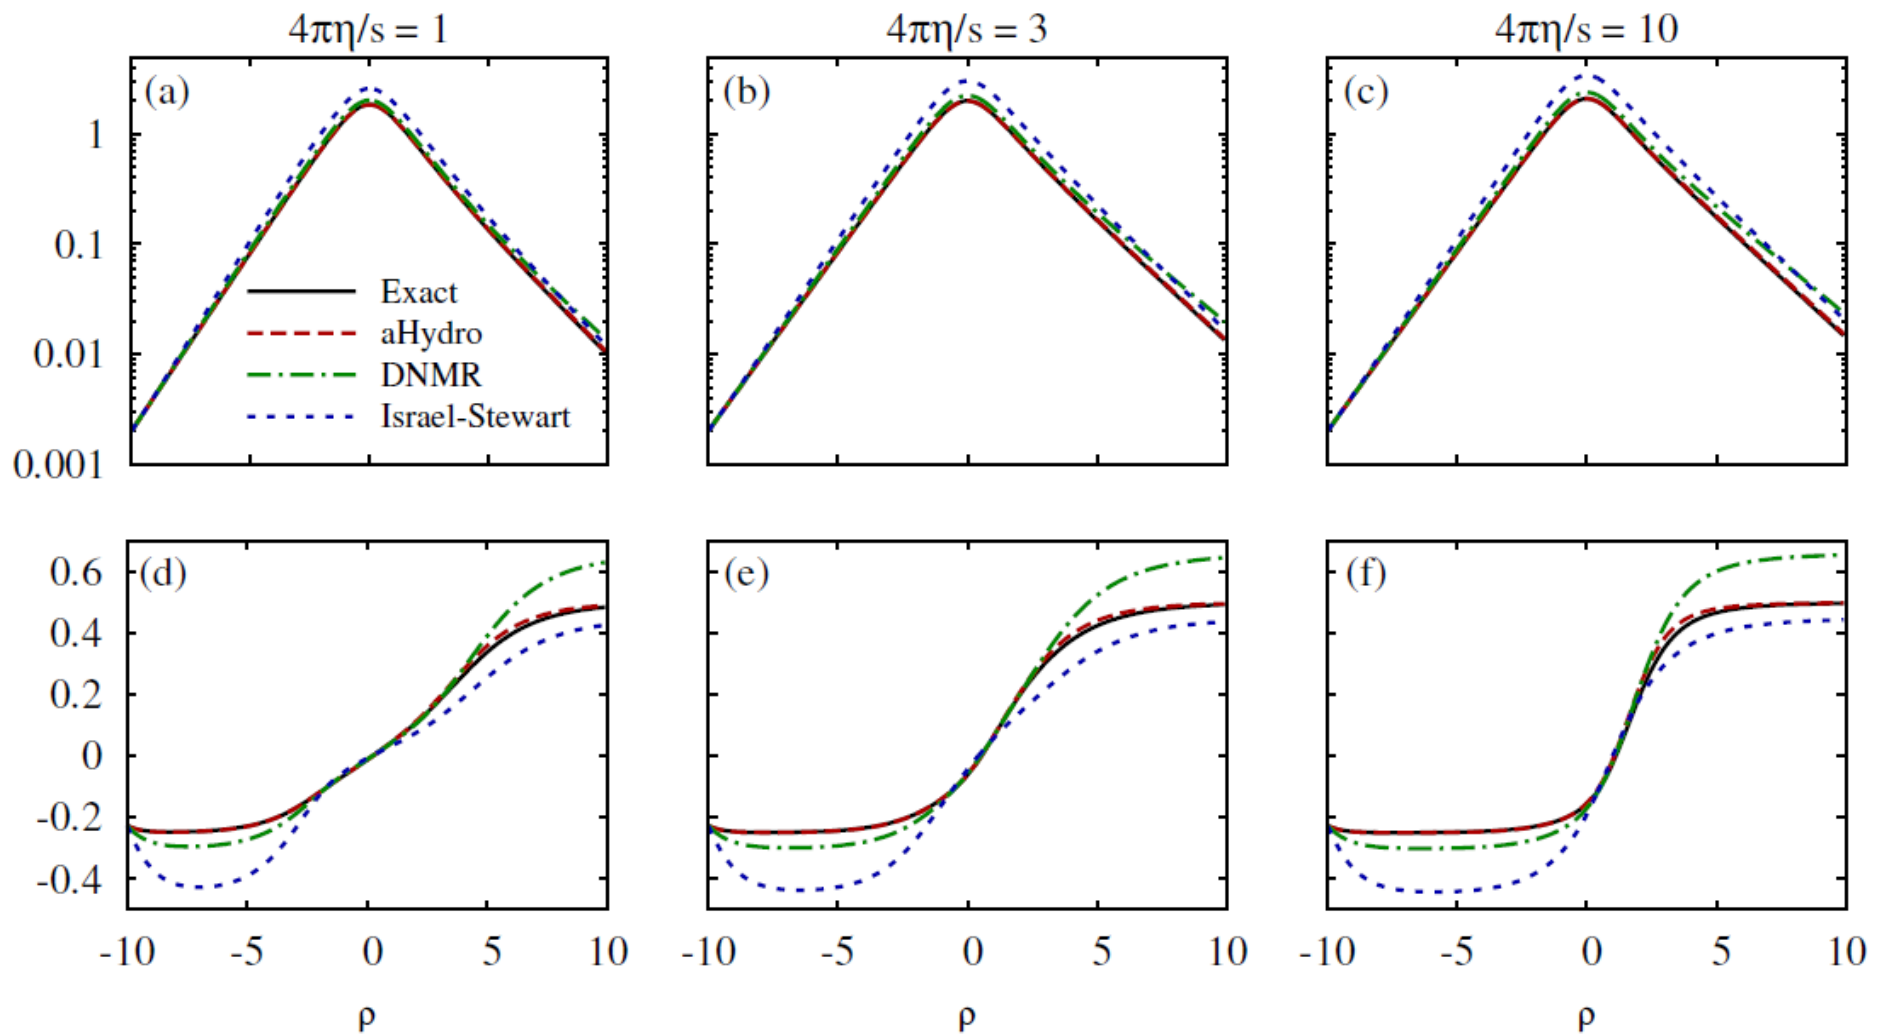 4πη/s = 1
4πη/s = 3
4πη/s = 10
(a)
(b)
(c)
1
0.1
0.01
0.001
Exact
aHydro
DNMR
Israel-Stewart
(d)
(e)
(f)
0.6
0.4
0.2
0
-0.2
-0.4
-10 -5 0 5 10
-10 -5 0 5 10
-10 -5 0 5 10
ρ
ρ
ρ